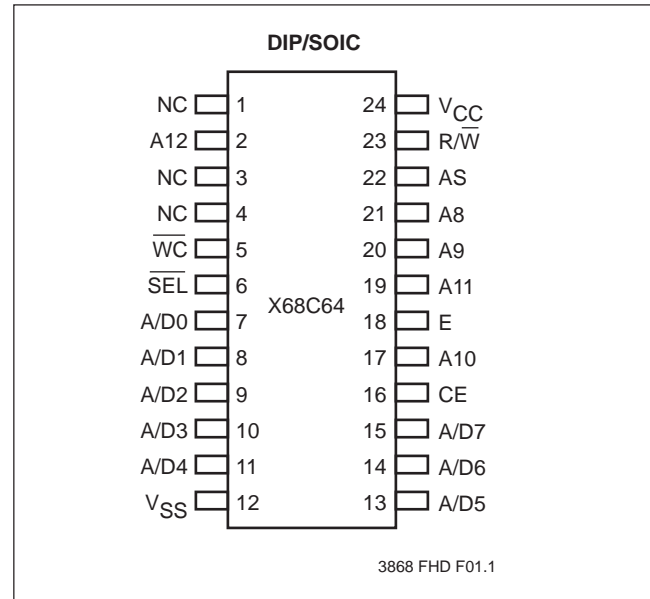 DIP/SOIC
NC 1 24 VCC
A12 2 23 R/W̅
NC 3 22 AS
NC 4 21 A8
W̅C̅ 5 20 A9
S̅E̅L̅ 6 19 A11
X68C64
A/D0 7 18 E
A/D1 8 17 A10
A/D2 9 16 CE
A/D3 10 15 A/D7
A/D4 11 14 A/D6
VSS 12 13 A/D5
3868 FHD F01.1